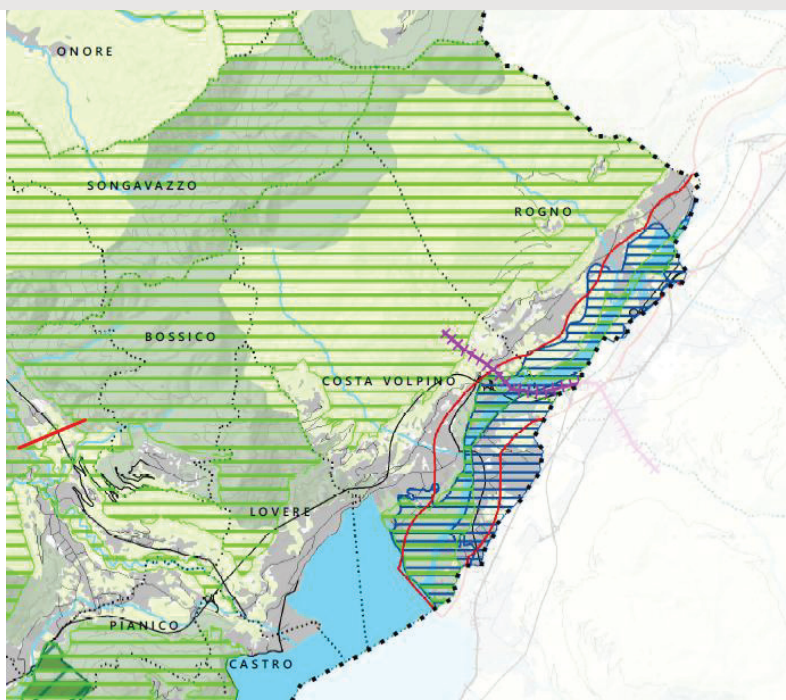 ONORE
SONGAVAZZO
ROGNO
BOSSICO
COSTA VOLPINO
LOVERE
PIANICO
CASTRO